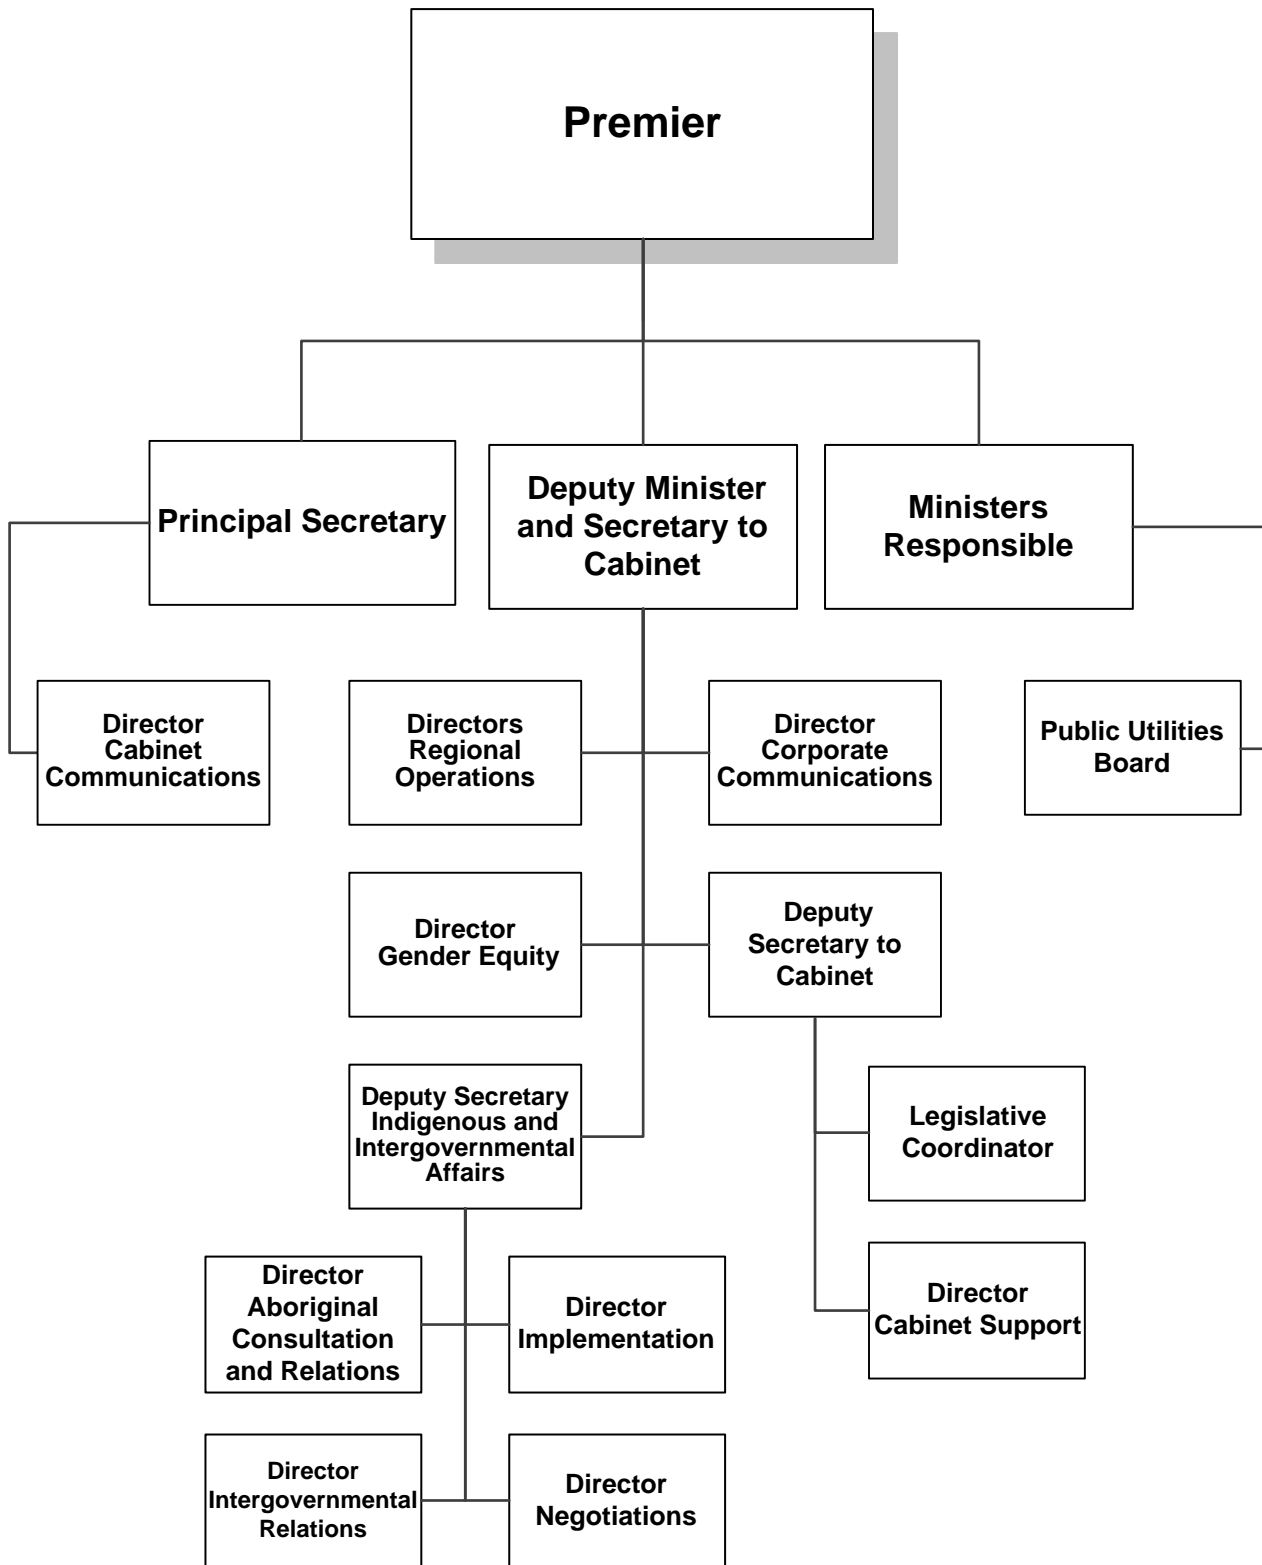 Premier
Principal Secretary
Deputy Minister
and Secretary to
Cabinet
Ministers
Responsible
Director
Cabinet
Communications
Directors
Regional
Operations
Director
Corporate
Communications
Public Utilities
Board
Director
Gender Equity
Deputy
Secretary to
Cabinet
Deputy Secretary
Indigenous and
Intergovernmental
Affairs
Legislative
Coordinator
Director
Aboriginal
Consultation
and Relations
Director
Implementation
Director
Cabinet Support
Director
Intergovernmental
Relations
Director
Negotiations